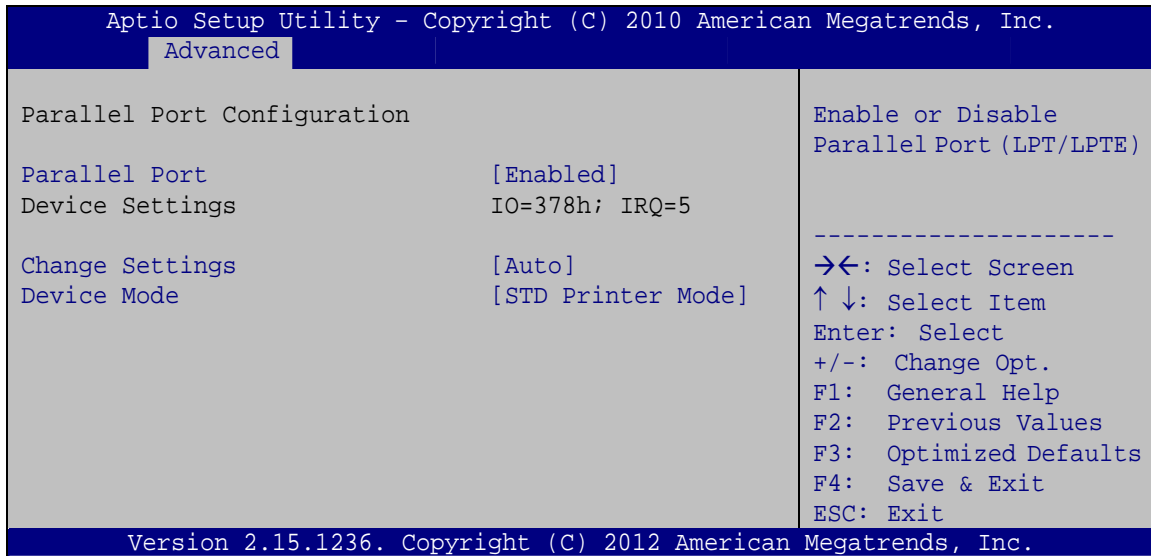 Aptio Setup Utility – Copyright (C) 2010 American Megatrends, Inc.
Advanced
Parallel Port Configuration
Parallel Port [Enabled]
Device Settings IO=378h; IRQ=5
Change Settings [Auto]
Device Mode [STD Printer Mode]
Enable or Disable
Parallel Port (LPT/LPTE)
---------------------
→←: Select Screen
↑ ↓: Select Item
Enter: Select
+/-: Change Opt.
F1: General Help
F2: Previous Values
F3: Optimized Defaults
F4: Save & Exit
ESC: Exit
Version 2.15.1236. Copyright (C) 2012 American Megatrends, Inc.